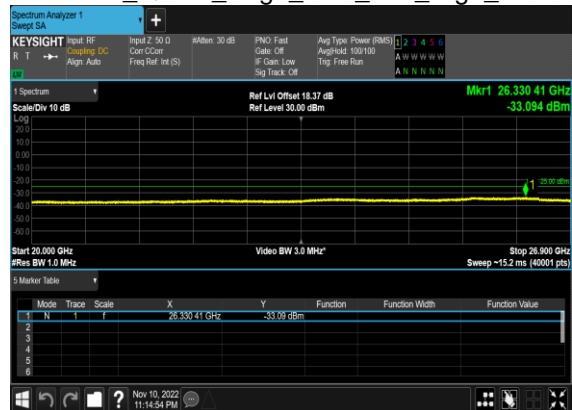 Spectrum Analyzer 1
Swept SA
+
KEYSIGHT Input: RF Input Z: 50 Ω #Atten: 30 dB PNO: Fast Avg Type: Power (RMS) 1 2 3 4 5 6
R T Coupling: DC Corr CCorr Gate: Off Avg|Hold: 100/100 A W W W W W
Align: Auto Freq Ref: Int (S) IF Gain: Low Trig: Free Run
LW Sig Track: Off A N N N N N
1 Spectrum Ref Lvl Offset 18.37 dB Mkr1 26.330 41 GHz
Scale/Div 10 dB Ref Level 30.00 dBm -33.094 dBm
Log
20.0
10.0
0.00
-10.0
-20.0
1 -25.00 dBm
-30.0
-40.0
-50.0
-60.0
Start 20.000 GHz Video BW 3.0 MHz* Stop 26.900 GHz
#Res BW 1.0 MHz Sweep ~15.2 ms (40001 pts)
5 Marker Table
Mode Trace Scale X Y Function Function Width Function Value
1 N 1 f 26.330 41 GHz -33.09 dBm
2
3
4
5
6
? Nov 10, 2022
11:14:54 PM